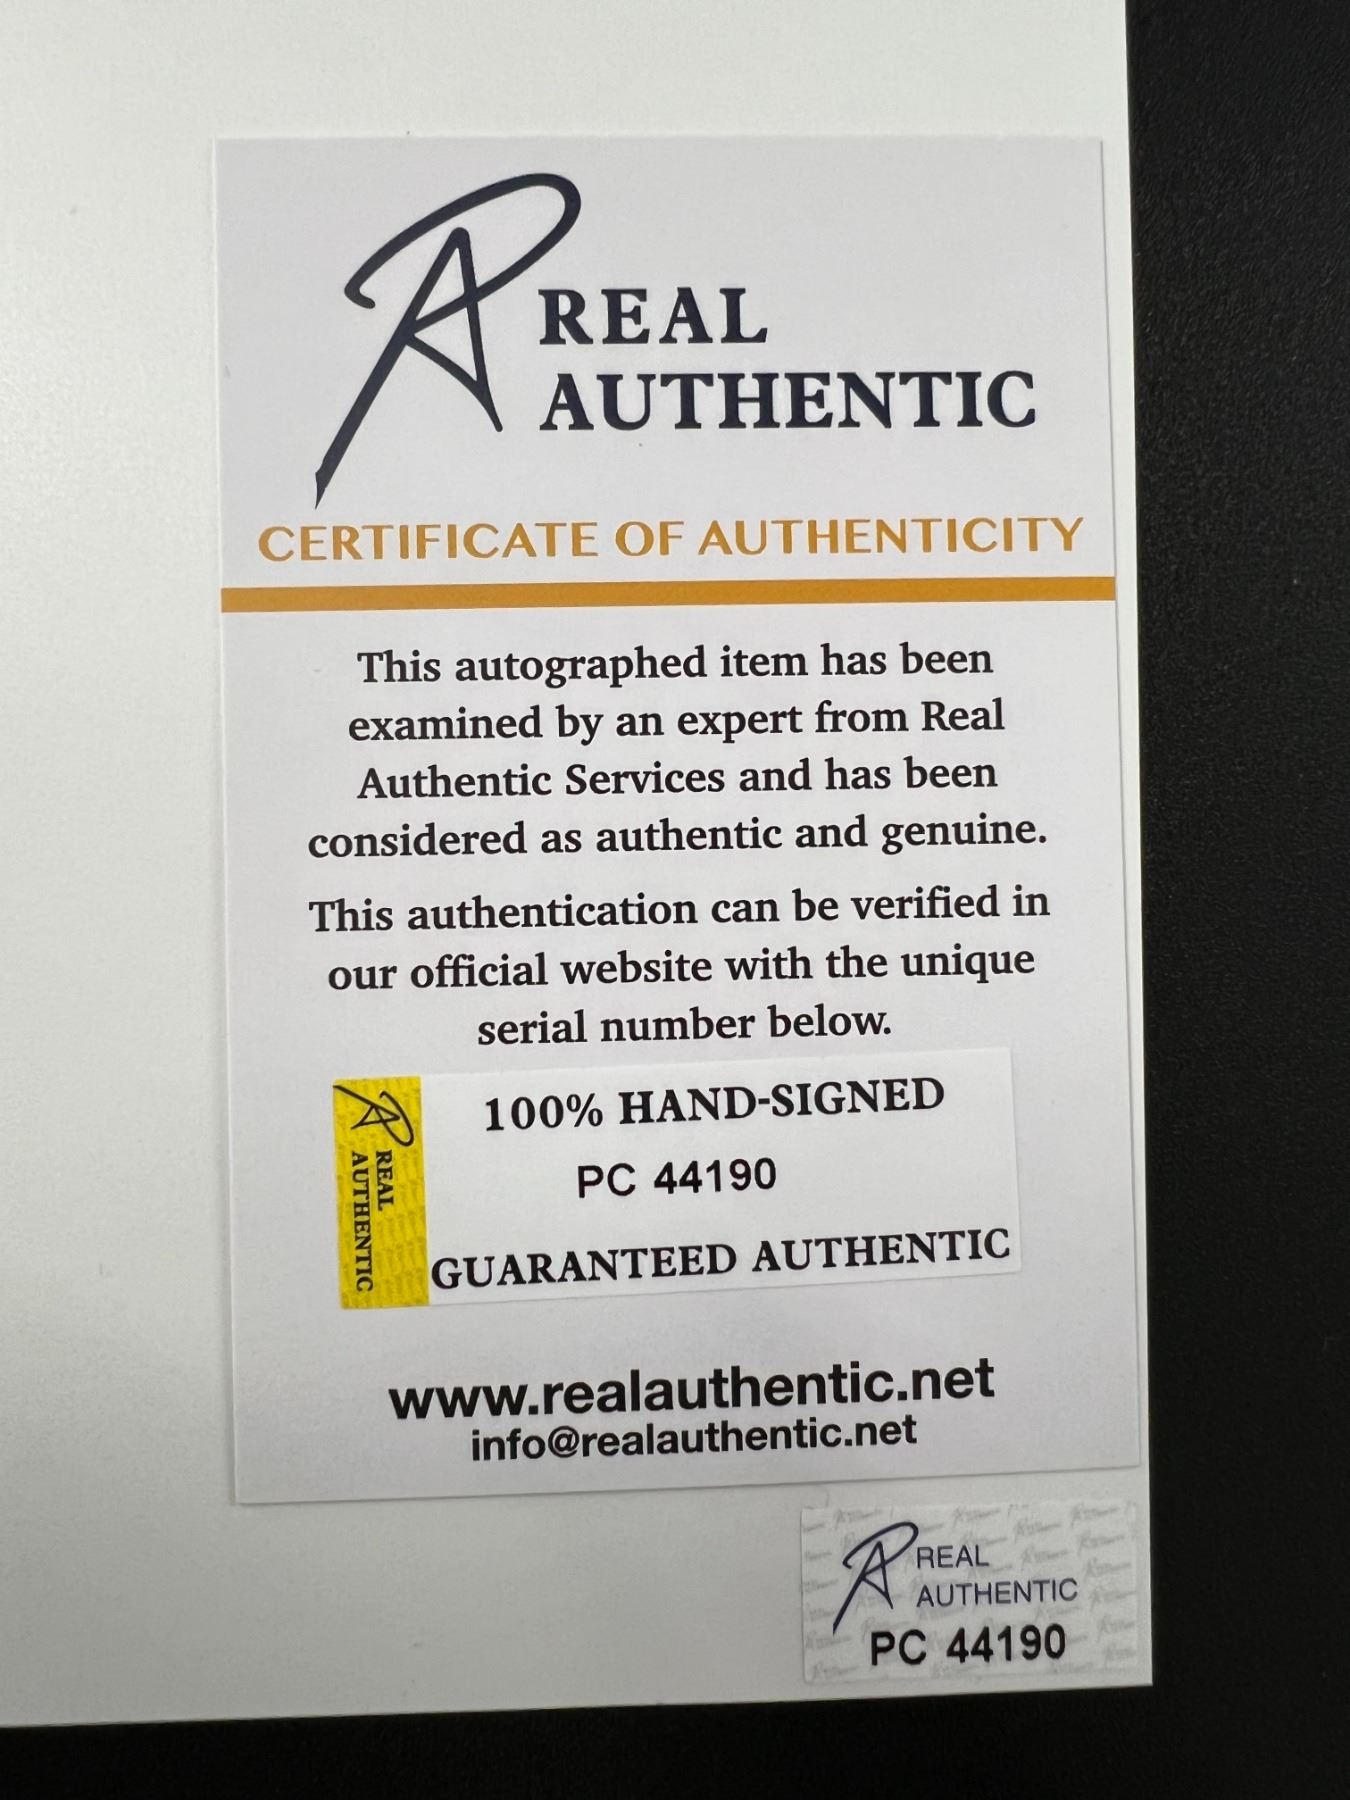 REAL
AUTHENTIC
CERTIFICATE OF AUTHENTICITY
This autographed item has been
examined by an expert from Real
Authentic Services and has been
considered as authentic and genuine.
This authentication can be verified in
our official website with the unique
serial number below.
REAL
AUTHENTIC
100% HAND-SIGNED
PC 44190
GUARANTEED AUTHENTIC
www.realauthentic.net
info@realauthentic.net
REAL
AUTHENTIC
PC 44190